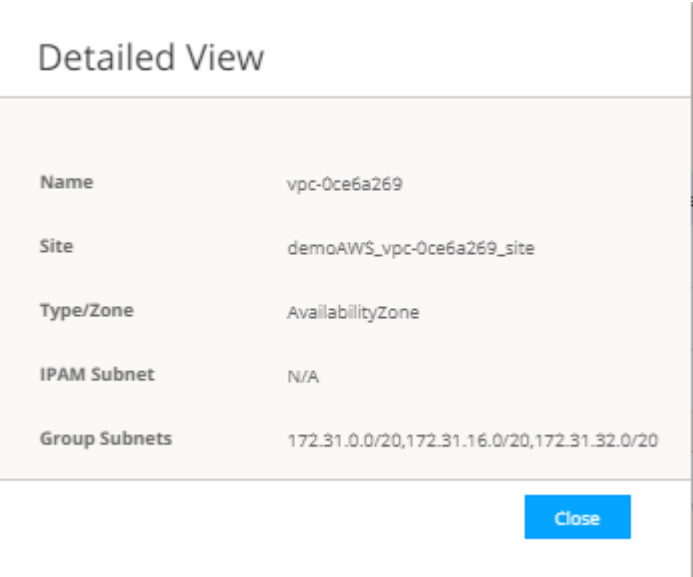 Detailed View
Name vpc-0ce6a269
Site demoAWS_vpc-0ce6a269_site
Type/Zone AvailabilityZone
IPAM Subnet N/A
Group Subnets 172.31.0.0/20,172.31.16.0/20,172.31.32.0/20
Close